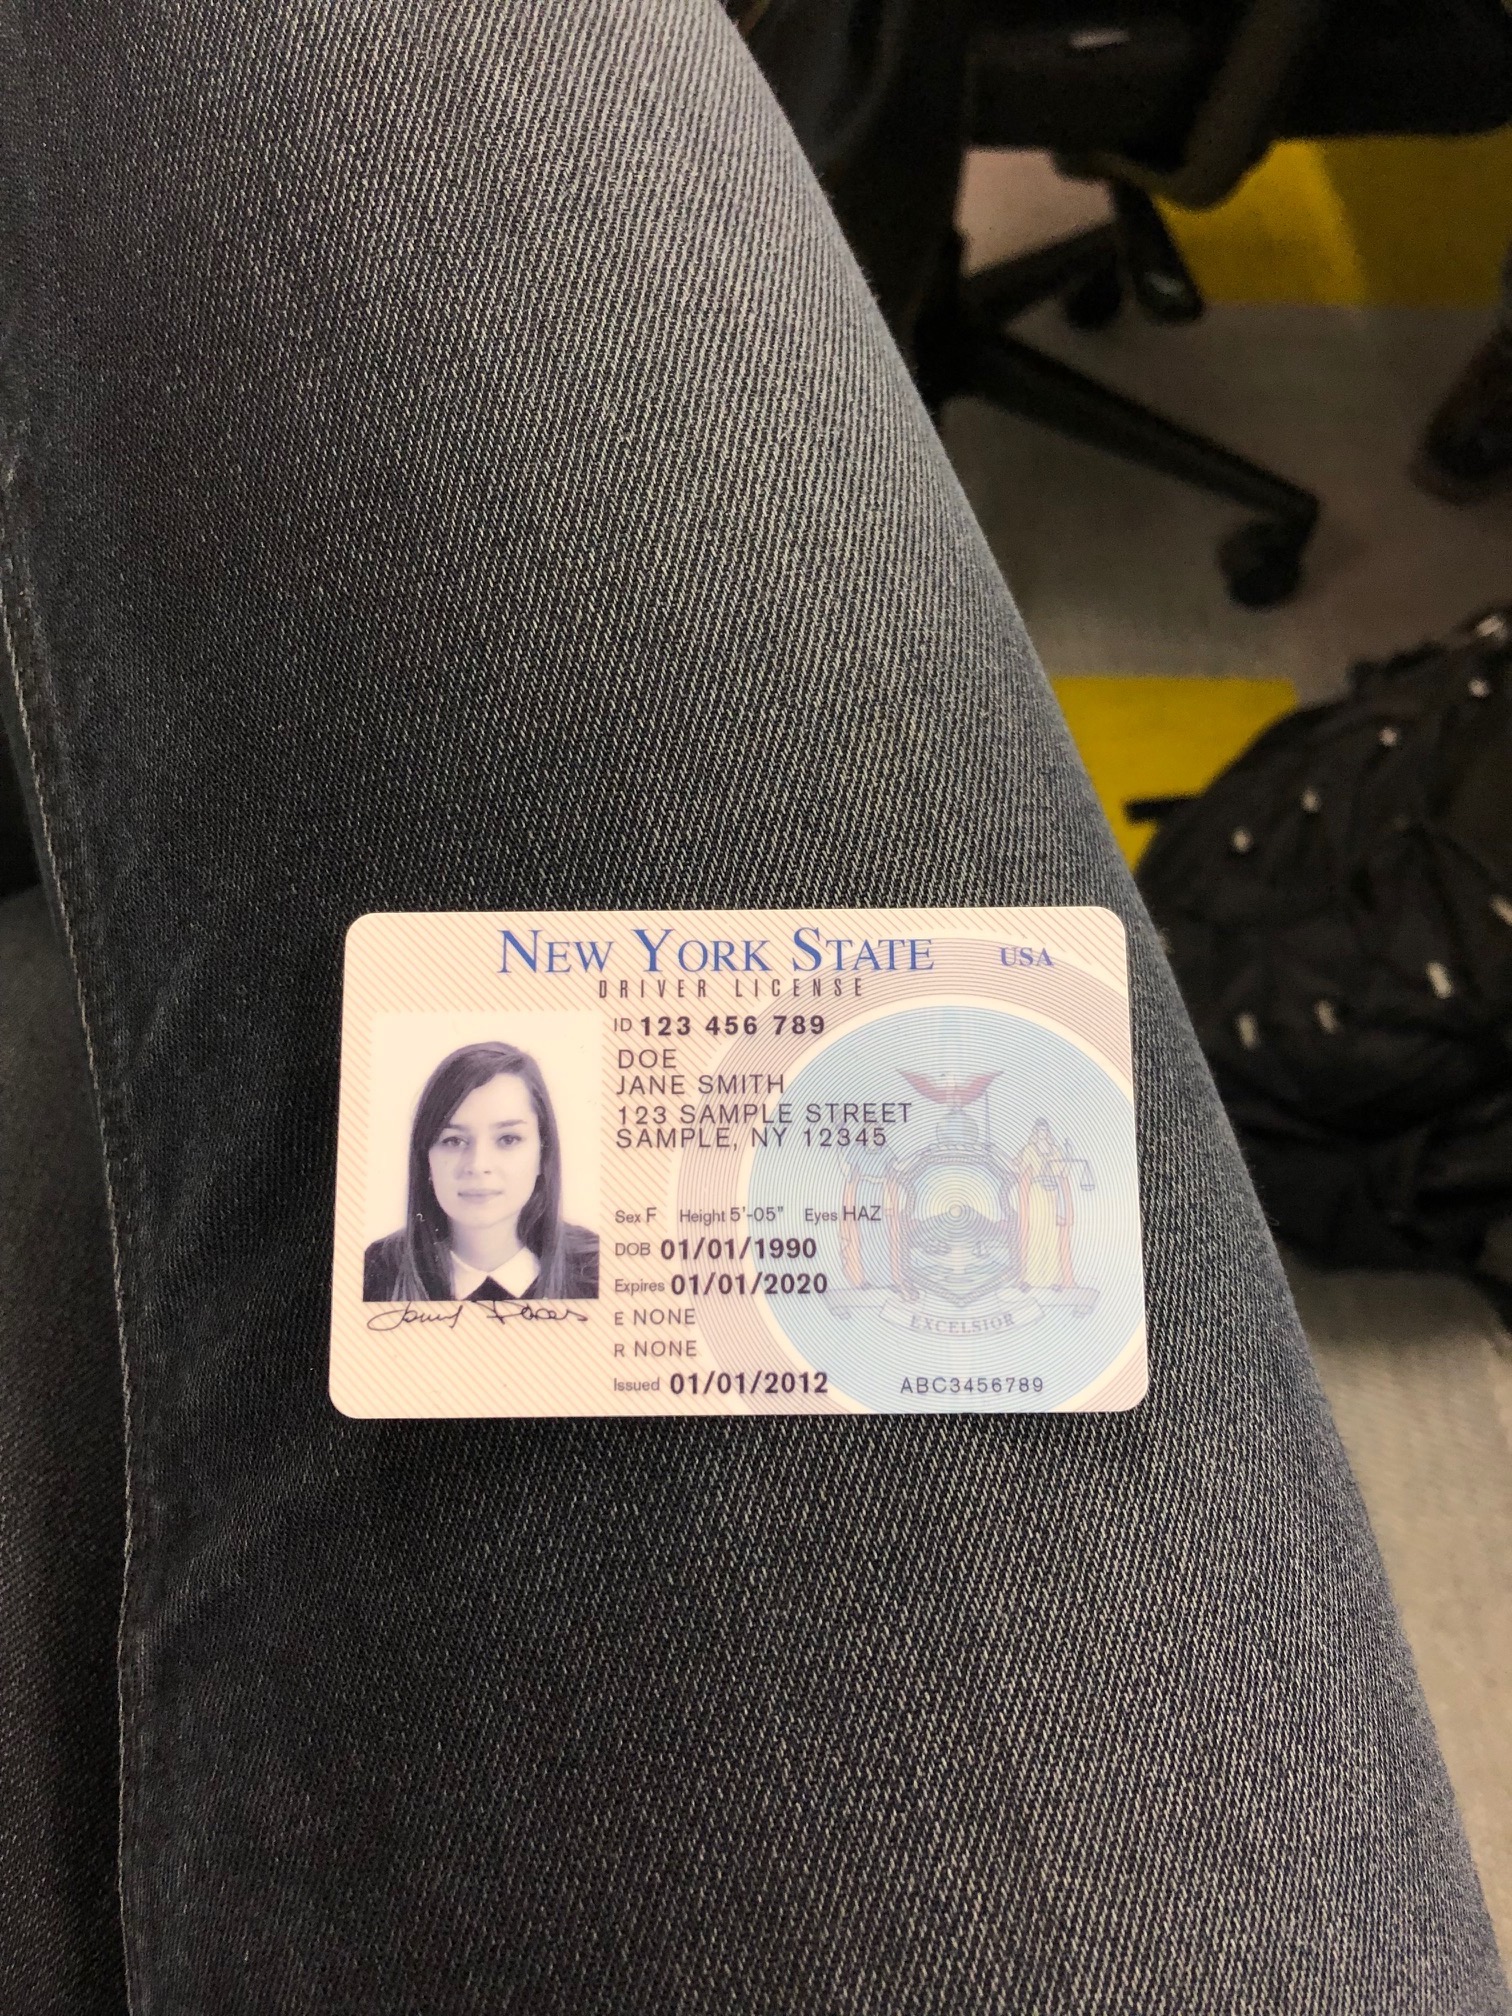 NEW YORK STATE USA
DRIVER LICENSE
ID 123 456 789
DOE
JANE SMITH
123 SAMPLE STREET
SAMPLE, NY 12345
Sex F Height 5'-05" Eyes HAZ
DOB 01/01/1990
Expires 01/01/2020
E NONE
R NONE
Issued 01/01/2012
EXCELSIOR
ABC3456789